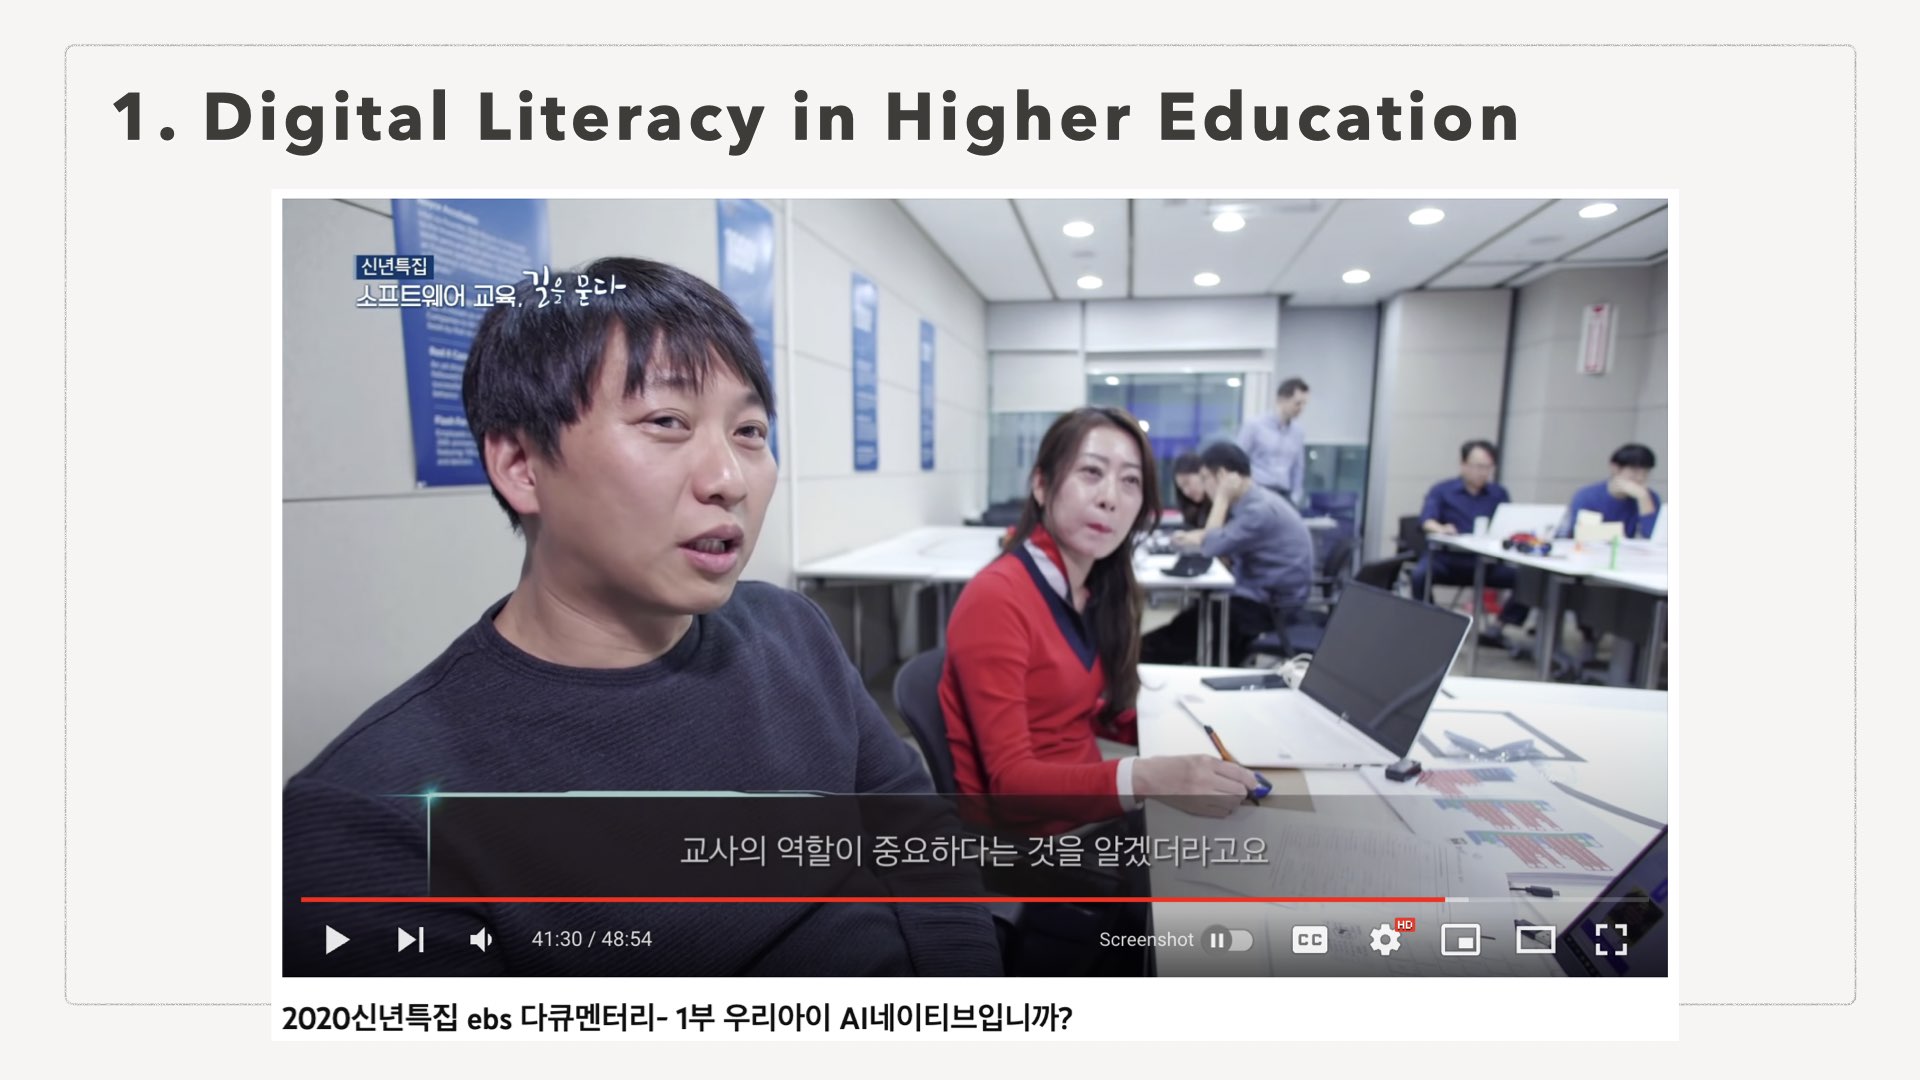 1. Digital Literacy in Higher Education
신년특집
소프트웨어 교육, 길을 묻다
교사의 역할이 중요하다는 것을 알겠더라고요
41:30 / 48:54
Screenshot
CC
HD
2020신년특집 ebs 다큐멘터리- 1부 우리아이 AI네이티브입니까?